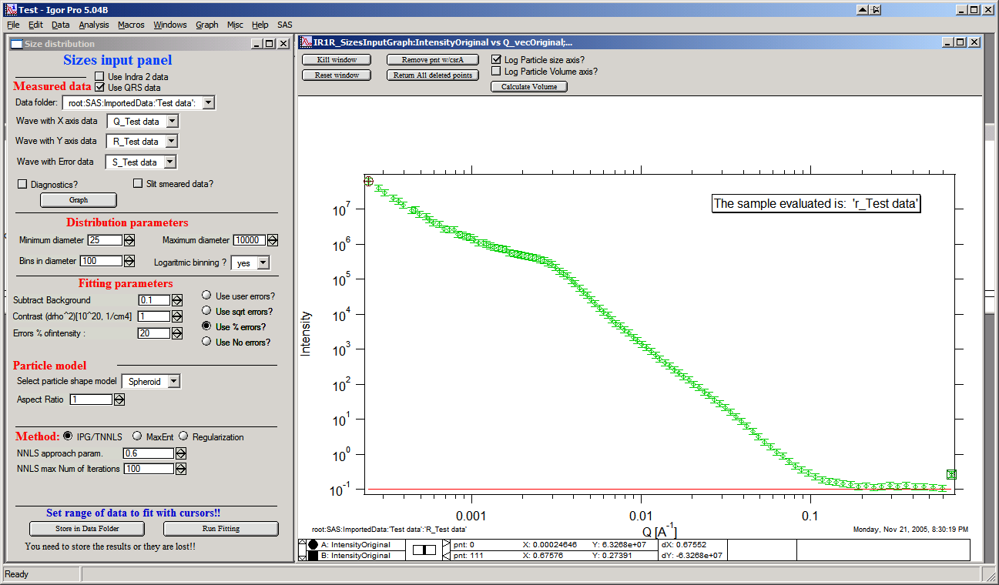 Test - Igor Pro 5.04B
File Edit Data Analysis Macros Windows Graph Misc Help SAS
Size distribution
Sizes input panel
Use Indra 2 data
Measured data Use QRS data
Data folder: root:SAS:ImportedData:'Test data':
Wave with X axis data Q_Test data
Wave with Y axis data R_Test data
Wave with Error data S_Test data
Diagnostics? Slit smeared data?
Graph
Distribution parameters
Minimum diameter 25 Maximum diameter 10000
Bins in diameter 100 Logaritmic binning ? yes
Fitting parameters
Subtract Background 0.1 Use user errors?
Contrast (drho^2)[10^20, 1/cm4] 1 Use sqrt errors?
Use % errors?
Errors % ofintensity : 20
Use No errors?
Particle model
Select particle shape model Spheroid
Aspect Ratio 1
Method: IPG/TNNLS MaxEnt Regularization
NNLS approach param. 0.6
NNLS max Num of Iterations 100
Set range of data to fit with cursors!!
Store in Data Folder Run Fitting
You need to store the results or they are lost!!
IR1R_SizesInputGraph:IntensityOriginal vs Q_vecOriginal;...
Kill window Remove pnt w/csrA Log Particle size axis?
Reset window Return All deleted points Log Particle Volume axis?
Calculate Volume
The sample evaluated is: 'r_Test data'
10^7
10^6
10^5
10^4
10^3
10^2
10^1
10^0
10^-1
Intensity
0.001 0.01 0.1
Q [A^-1]
root:SAS:ImportedData:'Test data':'R_Test data'
Monday, Nov 21, 2005, 8:30:19 PM
A: IntensityOriginal pnt: 0 X: 0.00024646 Y: 6.3268e+07 dX: 0.67552
B: IntensityOriginal pnt: 111 X: 0.67576 Y: 0.27391 dY: -6.3268e+07
Ready